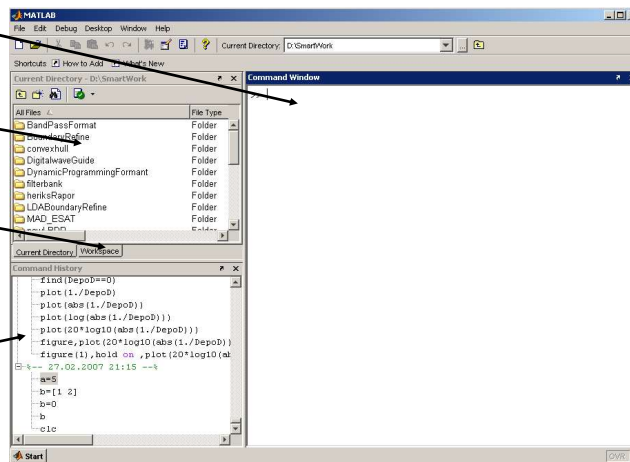 MATLAB
File Edit Debug Desktop Window Help
Current Directory: D:\SmartWork
Shortcuts How to Add What's New
Current Directory - D:\SmartWork
All Files File Type
BandPassFormat Folder
BoundaryRefine Folder
convexhull Folder
DigitalwaveGuide Folder
DynamicProgrammingFormant Folder
filterbank Folder
heriksRapor Folder
LDABoundaryRefine Folder
MAD_ESAT Folder
Folder
Current Directory Workspace
Command History
find(DepoD==0)
plot(1./DepoD)
plot(abs(1./DepoD))
plot(log(abs(1./DepoD)))
plot(20*log10(abs(1./DepoD)))
figure,plot(20*log10(abs(1./DepoD))
figure(1),hold on ,plot(20*log10(ab
%-- 27.02.2007 21:15 --%
a=5
b=[1 2]
b=0
b
clc
Command Window
>>
Start
OVR